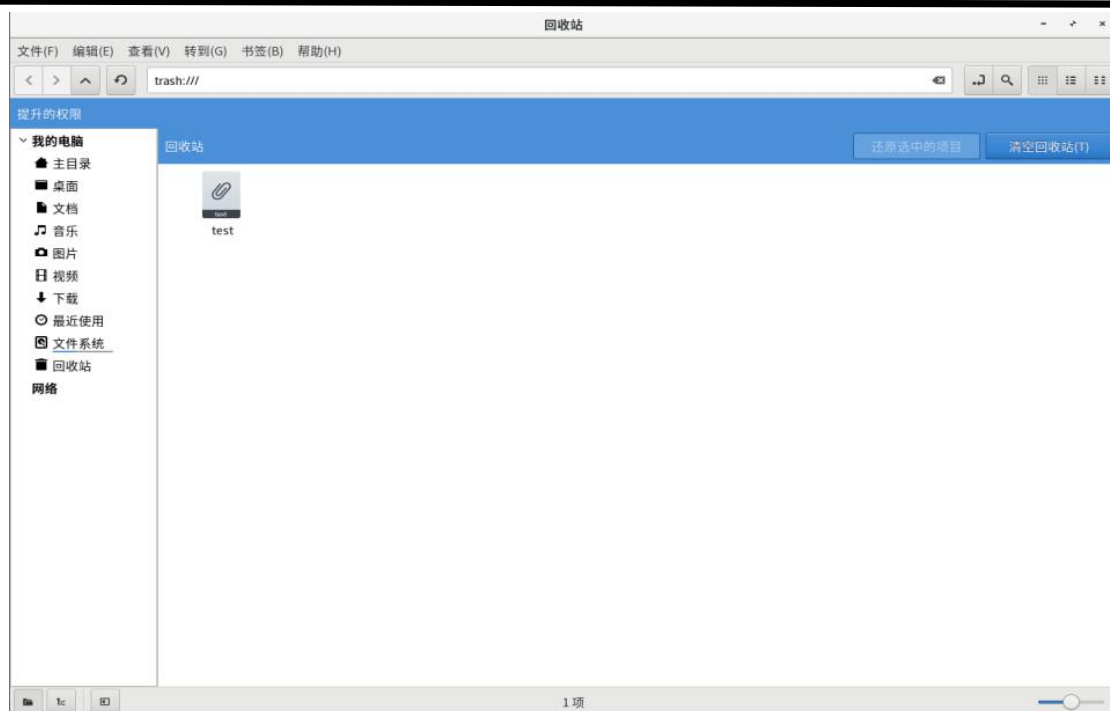 回收站
文件(F) 编辑(E) 查看(V) 转到(G) 书签(B) 帮助(H)
trash:///
提升的权限
我的电脑
回收站 还原选中的项目 清空回收站(T)
主目录
桌面
文档
音乐
图片
视频
下载
最近使用
文件系统
回收站
网络
text
test
1 项